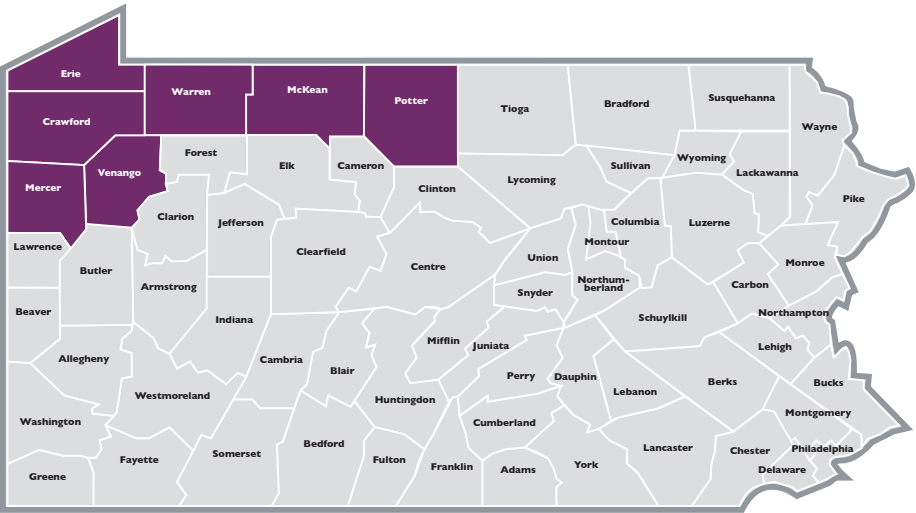 Erie
Warren
McKean
Potter
Tioga
Bradford
Susquehanna
Wayne
Crawford
Forest
Elk
Cameron
Venango
Mercer
Clinton
Lycoming
Sullivan
Wyoming
Lackawanna
Pike
Lawrence
Clarion
Jefferson
Clearfield
Centre
Union
Columbia
Montour
Luzerne
Monroe
Butler
Armstrong
Snyder
Northum-
berland
Carbon
Northampton
Beaver
Indiana
Schuylkill
Lehigh
Allegheny
Cambria
Blair
Mifflin
Juniata
Perry
Dauphin
Lebanon
Berks
Bucks
Westmoreland
Huntingdon
Cumberland
Montgomery
Washington
Somerset
Bedford
Lancaster
Chester
Philadelphia
Delaware
Greene
Fayette
Fulton
Franklin
Adams
York